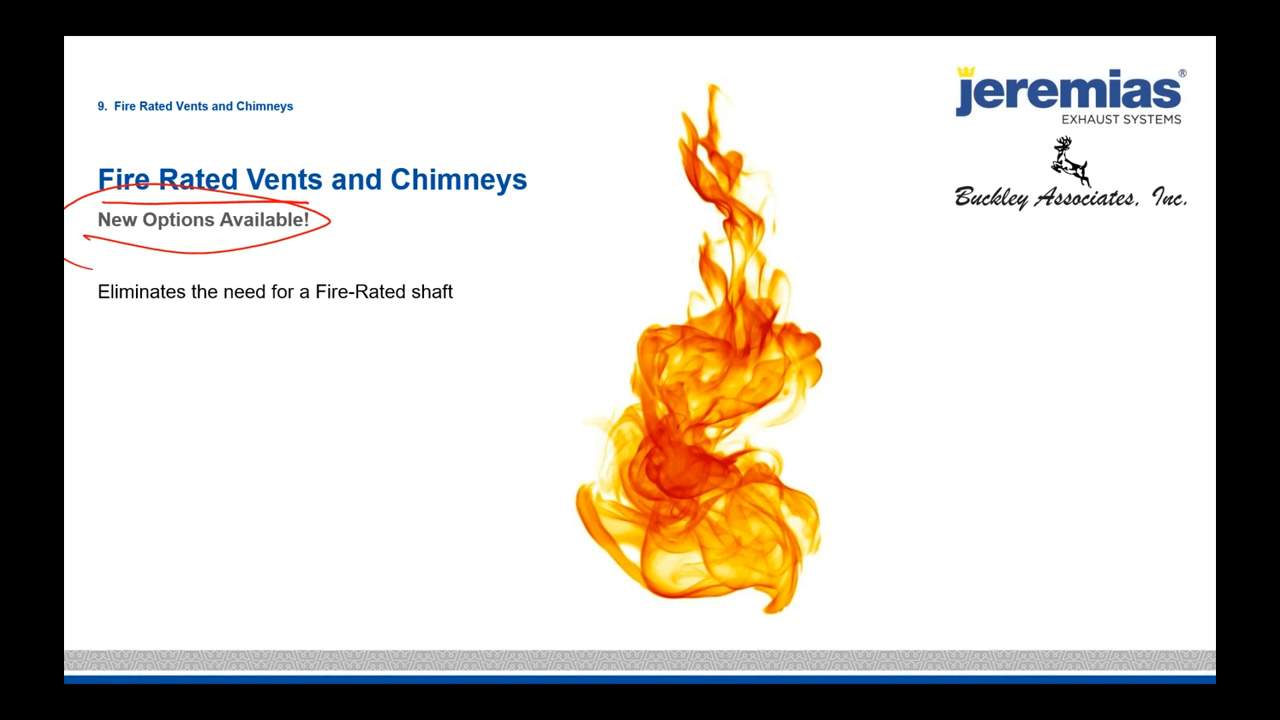 9. Fire Rated Vents and Chimneys
Fire Rated Vents and Chimneys
New Options Available!
Eliminates the need for a Fire-Rated shaft
jeremias®
EXHAUST SYSTEMS
Buckley Associates, Inc.